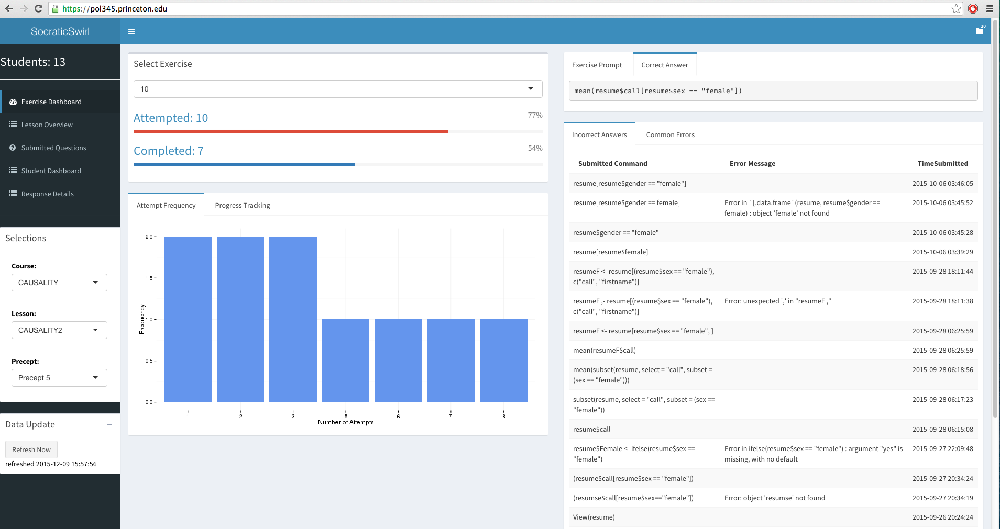 https://pol345.princeton.edu
SocraticSwirl
20
Students: 13
Exercise Dashboard
Lesson Overview
Submitted Questions
Student Dashboard
Response Details
Selections
Course:
CAUSALITY
Lesson:
CAUSALITY2
Precept:
Precept 5
Data Update
Refresh Now
refreshed 2015-12-09 15:57:56
Select Exercise
10
Attempted: 10 77%
Completed: 7 54%
Attempt Frequency Progress Tracking
2.0
1.5
1.0
0.5
0.0
Frequency
1 2 3 5 6 7 8
Number of Attempts
Exercise Prompt Correct Answer
mean(resume$call[resume$sex == "female"])
Incorrect Answers Common Errors
Submitted Command Error Message TimeSubmitted
resume[resume$gender == "female"] 2015-10-06 03:46:05
resume[resume$gender == female] Error in `[.data.frame`(resume, resume$gender == 2015-10-06 03:45:52
female) : object 'female' not found
resume$gender == "female" 2015-10-06 03:45:28
resume[resume$female] 2015-10-06 03:39:29
resumeF <- resume[(resume$sex == "female"), 2015-09-28 18:11:44
c("call", "firstname")]
resumeF ,- resume[(resume$sex == "female"), Error: unexpected ',' in "resumeF ," 2015-09-28 18:11:38
c("call", "firstname")]
resumeF <- resume[resume$sex == "female", ] 2015-09-28 06:25:59
mean(resumeF$call) 2015-09-28 06:25:59
mean(subset(resume, select = "call", subset = 2015-09-28 06:18:56
(sex == "female")))
subset(resume, select = "call", subset = (sex == 2015-09-28 06:17:23
"female"))
resume$call 2015-09-28 06:15:08
resume$Female <- ifelse(resume$sex == Error in ifelse(resume$sex == "female") : argument "yes" is 2015-09-27 22:09:48
"female") missing, with no default
(resume$call[resume$sex == "female"]) 2015-09-27 20:34:24
(resumse$call[resume$sex=="female"]) Error: object 'resumse' not found 2015-09-27 20:34:19
View(resume) 2015-09-26 20:24:24